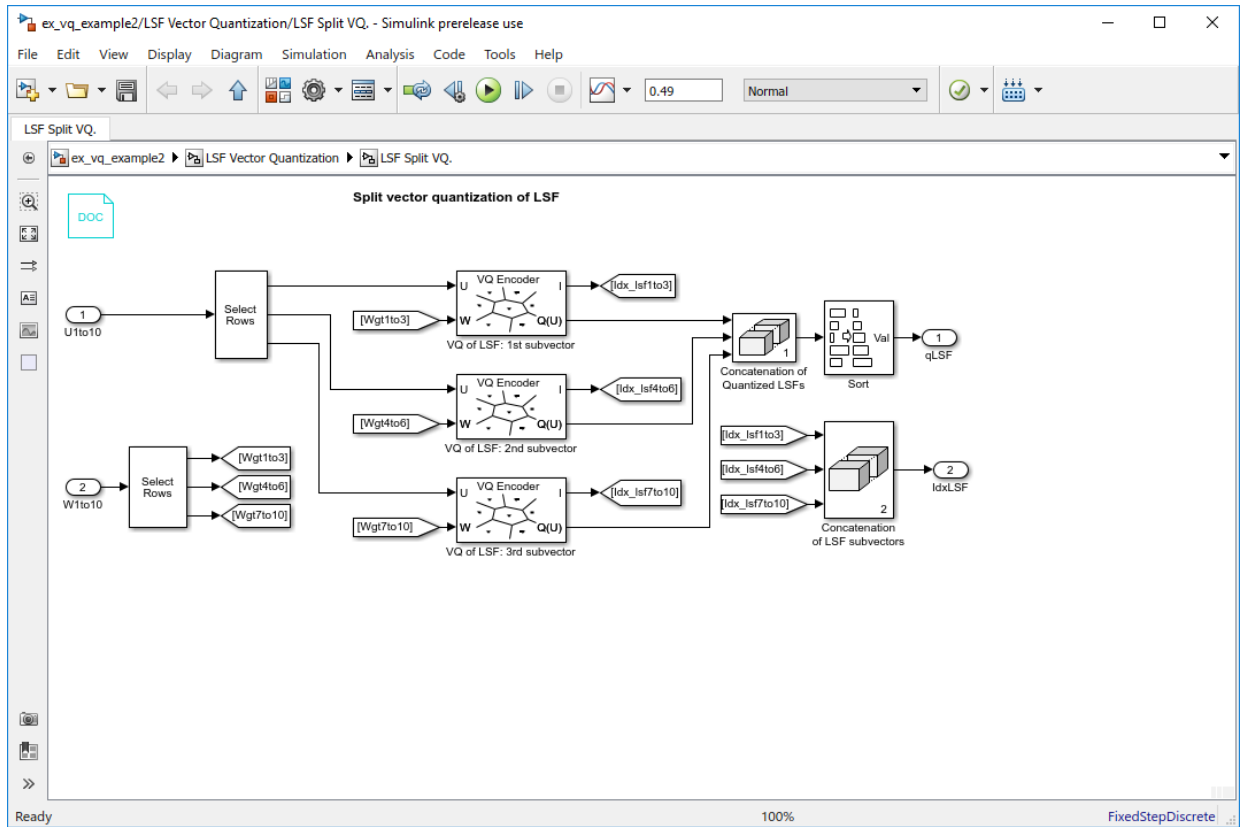 ex_vq_example2/LSF Vector Quantization/LSF Split VQ. - Simulink prerelease use
File Edit View Display Diagram Simulation Analysis Code Tools Help
0.49 Normal
LSF Split VQ.
ex_vq_example2 LSF Vector Quantization LSF Split VQ.
DOC
Split vector quantization of LSF
1
U1to10
Select
Rows
VQ Encoder
U I
W Q(U)
VQ of LSF: 1st subvector
[Wgt1to3]
[Idx_lsf1to3]
VQ Encoder
U I
W Q(U)
VQ of LSF: 2nd subvector
[Wgt4to6]
[Idx_lsf4to6]
VQ Encoder
U I
W Q(U)
VQ of LSF: 3rd subvector
[Wgt7to10]
[Idx_lsf7to10]
1
Concatenation of
Quantized LSFs
Val
Sort
1
qLSF
2
W1to10
Select
Rows
[Wgt1to3]
[Wgt4to6]
[Wgt7to10]
[Idx_lsf1to3]
[Idx_lsf4to6]
[Idx_lsf7to10]
2
Concatenation
of LSF subvectors
2
IdxLSF
Ready 100% FixedStepDiscrete